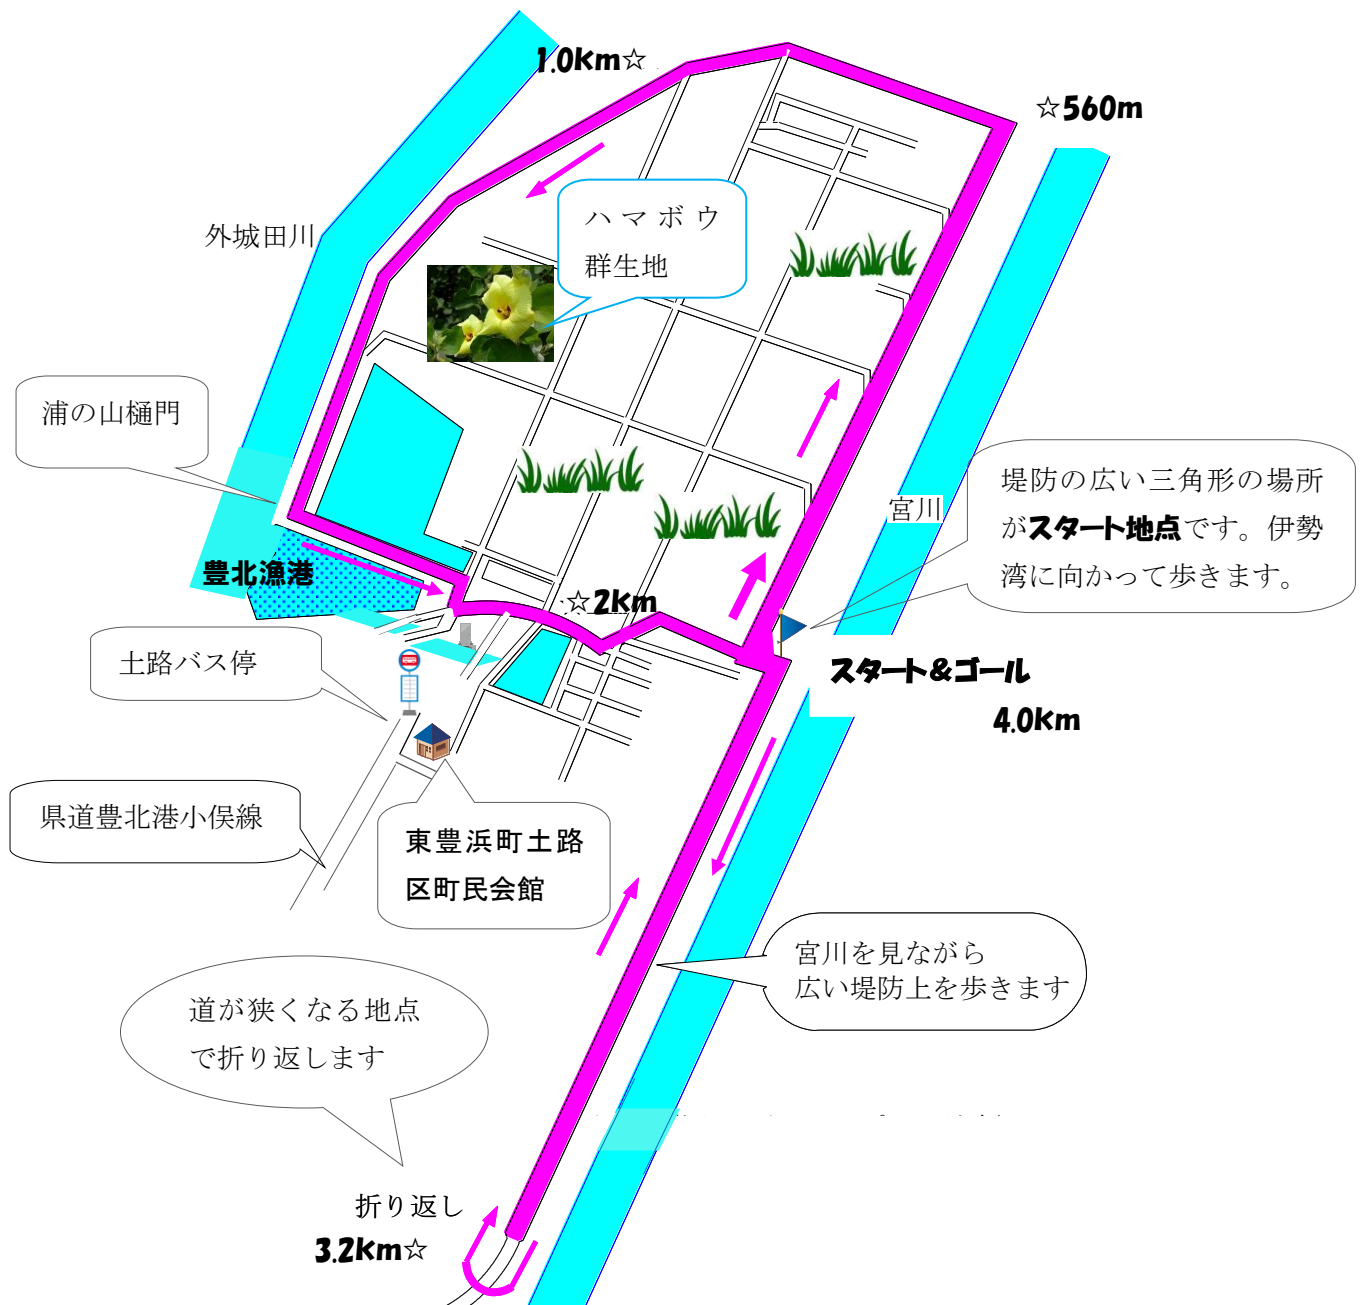 1.0km☆
☆560m
外城田川
ハマボウ
群生地
浦の山樋門
宮川
堤防の広い三角形の場所
がスタート地点です。伊勢
湾に向かって歩きます。
豊北漁港
☆2km
土路バス停
スタート&ゴール
4.0km
県道豊北港小俣線
東豊浜町土路
区町民会館
宮川を見ながら
広い堤防上を歩きます
道が狭くなる地点
で折り返します
折り返し
3.2km☆